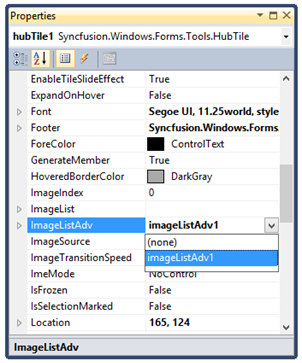 Properties
hubTile1 Syncfusion.Windows.Forms.Tools.HubTile
EnableTileSlideEffect True
ExpandOnHover False
Font Segoe UI, 11.25world, style
Footer Syncfusion.Windows.Forms.
ForeColor ControlText
GenerateMember True
HoveredBorderColor DarkGray
ImageIndex 0
ImageList
ImageListAdv imageListAdv1
ImageSource (none)
ImageTransitionSpeed imageListAdv1
ImeMode NoControl
IsFrozen False
IsSelectionMarked False
Location 165, 124
ImageListAdv